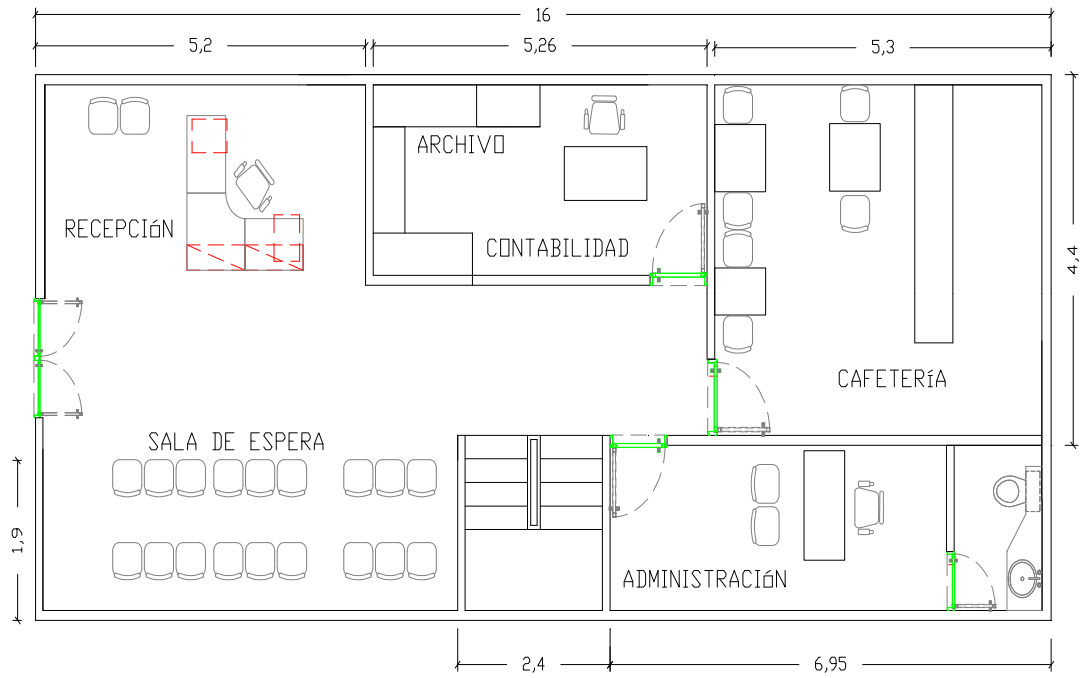 16
5,2
5,26
5,3
ARCHIVO
RECEPCIóN
CONTABILIDAD
4,4
CAFETERíA
SALA DE ESPERA
1,9
ADMINISTRACIóN
2,4
6,95